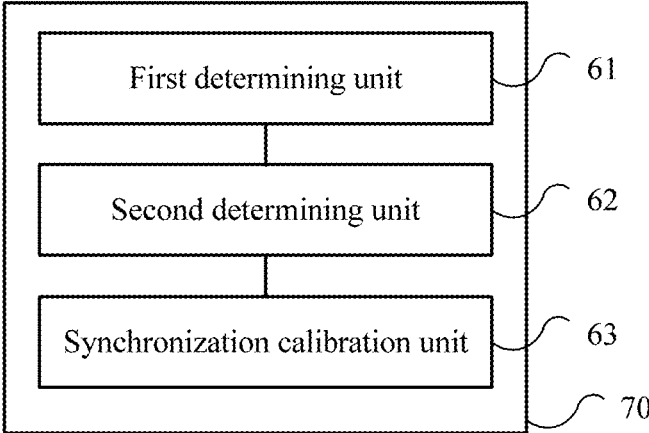 First determining unit
61
Second determining unit
62
Synchronization calibration unit
63
70